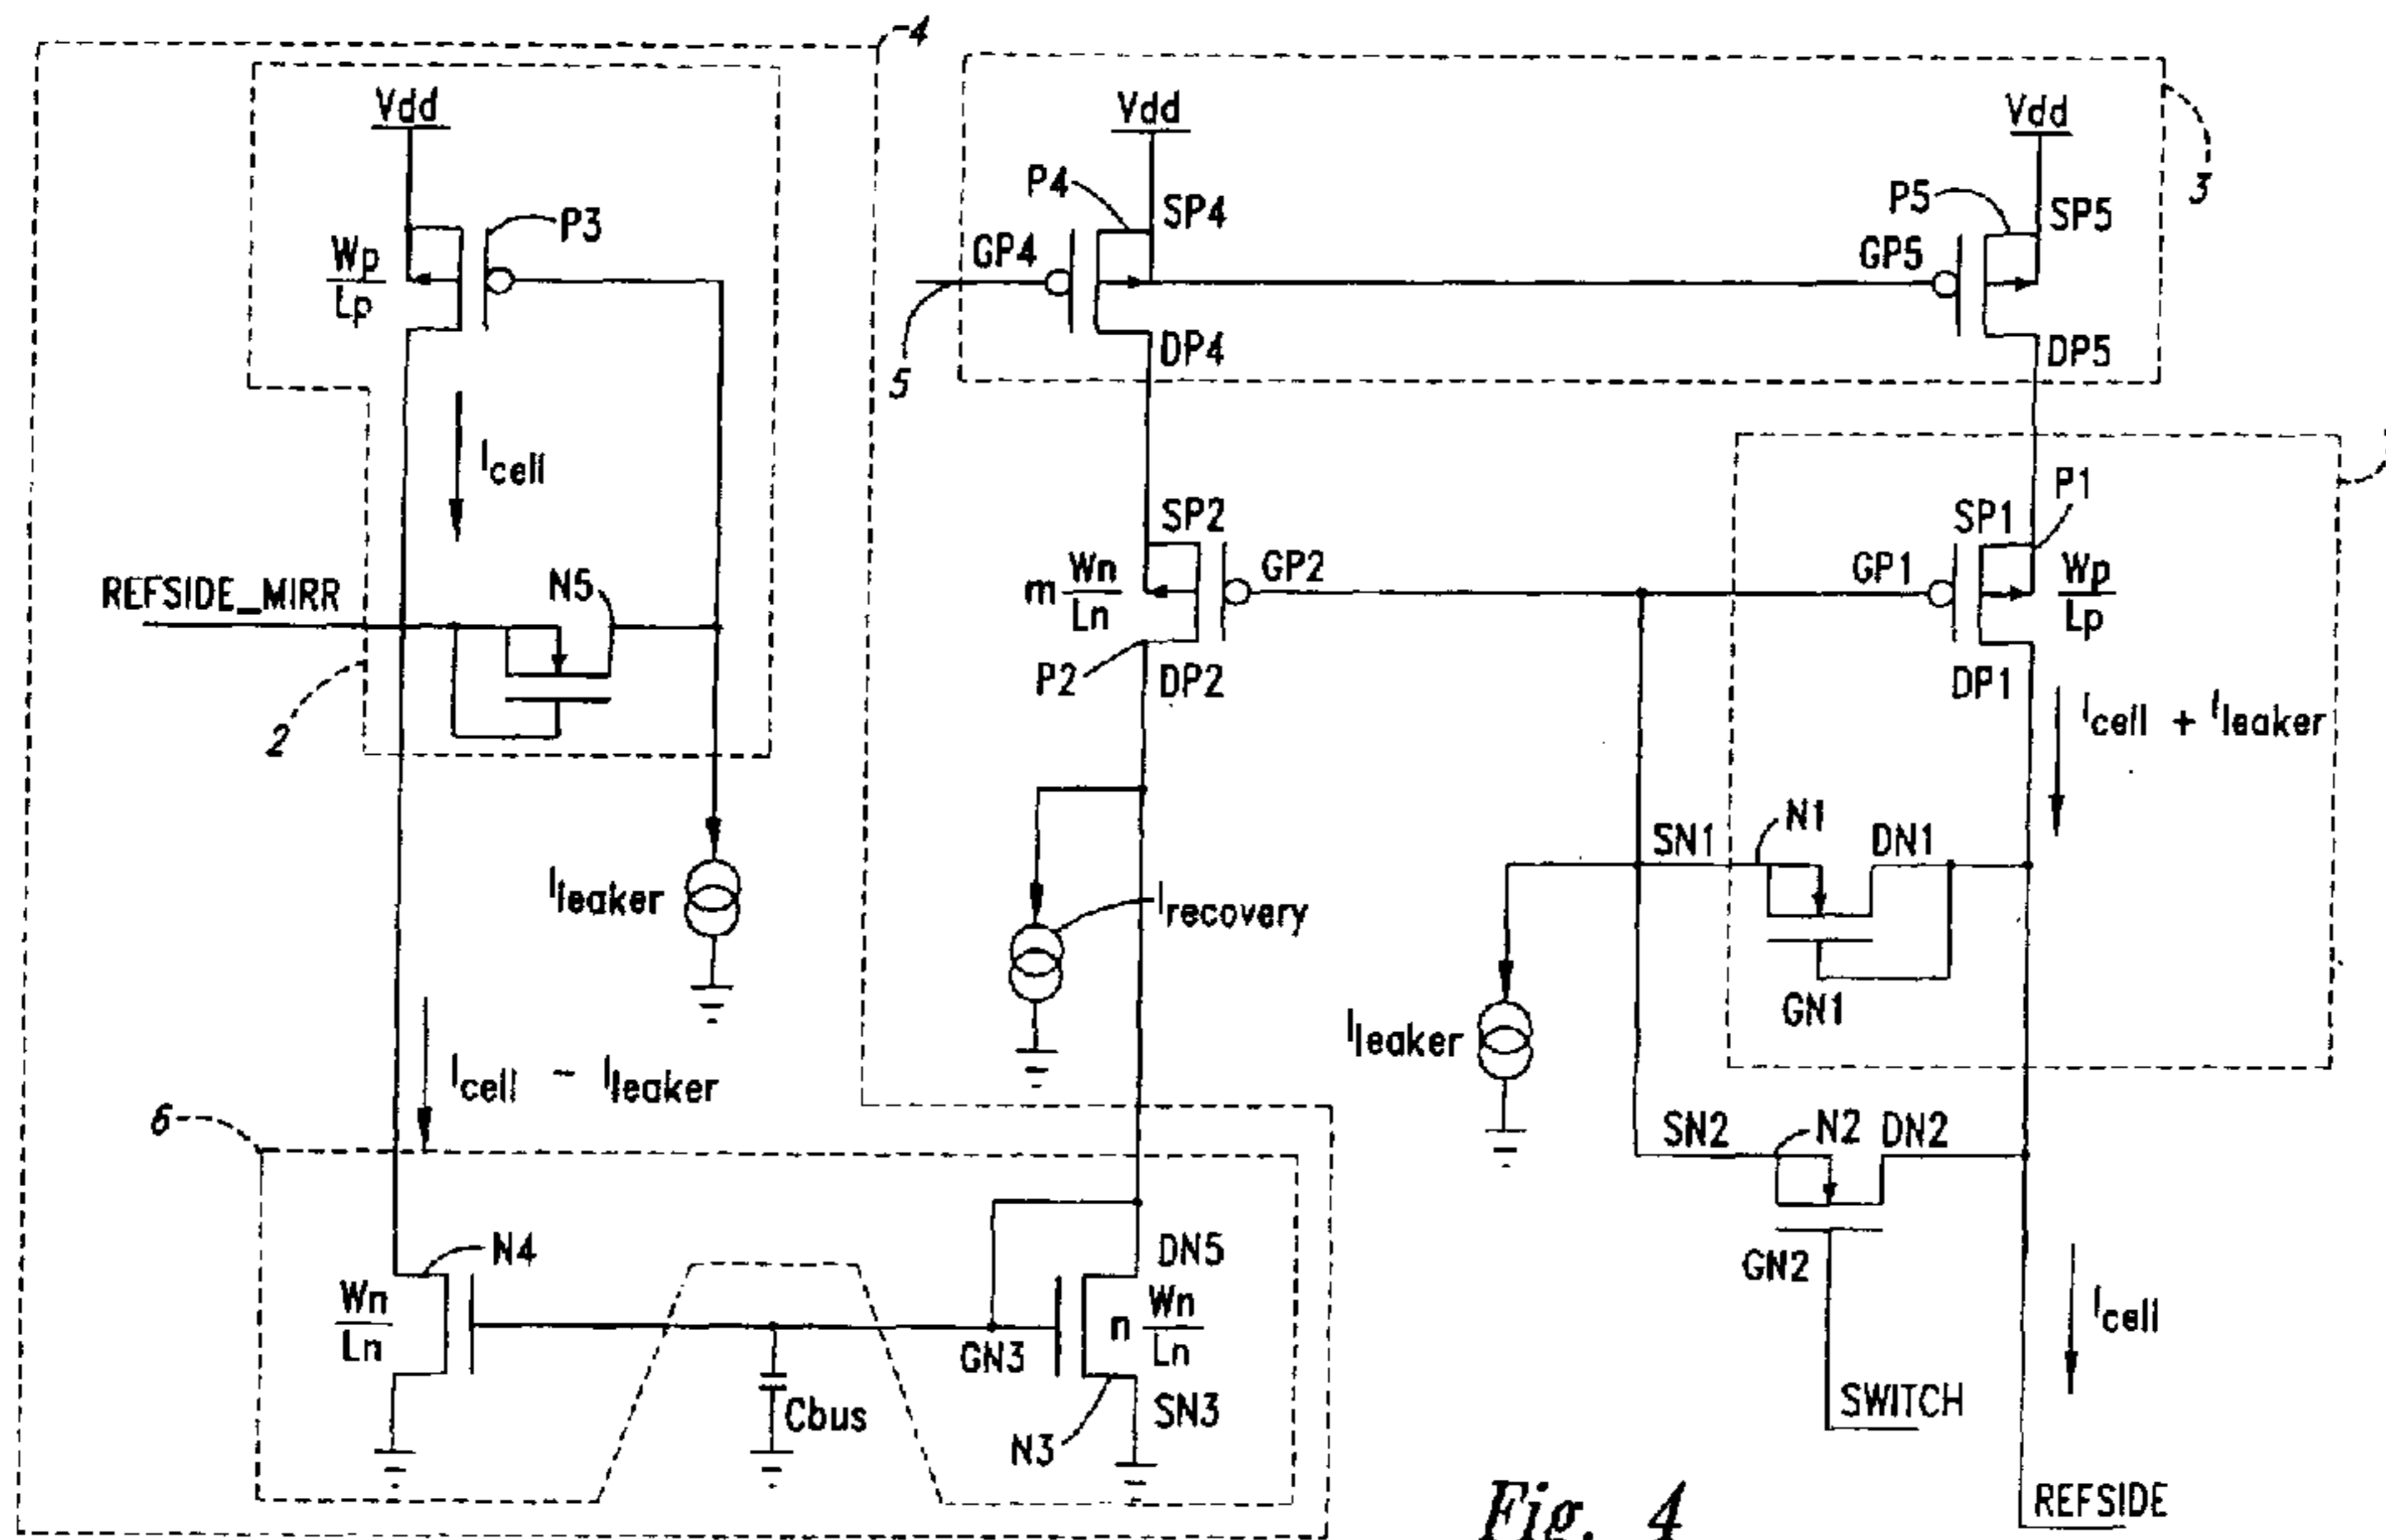 4
Vdd
Vdd
Vdd
P3
P4
SP4
P5
SP5
3
Wp
Lp
GP4
GP5
5
DP4
DP5
Icell
REFSIDE_MIRR
N5
SP2
m Wn
Ln
GP2
P2
DP2
SP1
P1
GP1
Wp
Lp
DP1
Icell + Ileaker
2
Ileaker
Irecovery
SN1
N1
DN1
GN1
Ileaker
Icell - Ileaker
6
SN2
N2
DN2
GN2
N4
Wn
Ln
Cbus
DN5
GN3
n Wn
Ln
SN3
N3
Icell
SWITCH
REFSIDE
Fig. 4